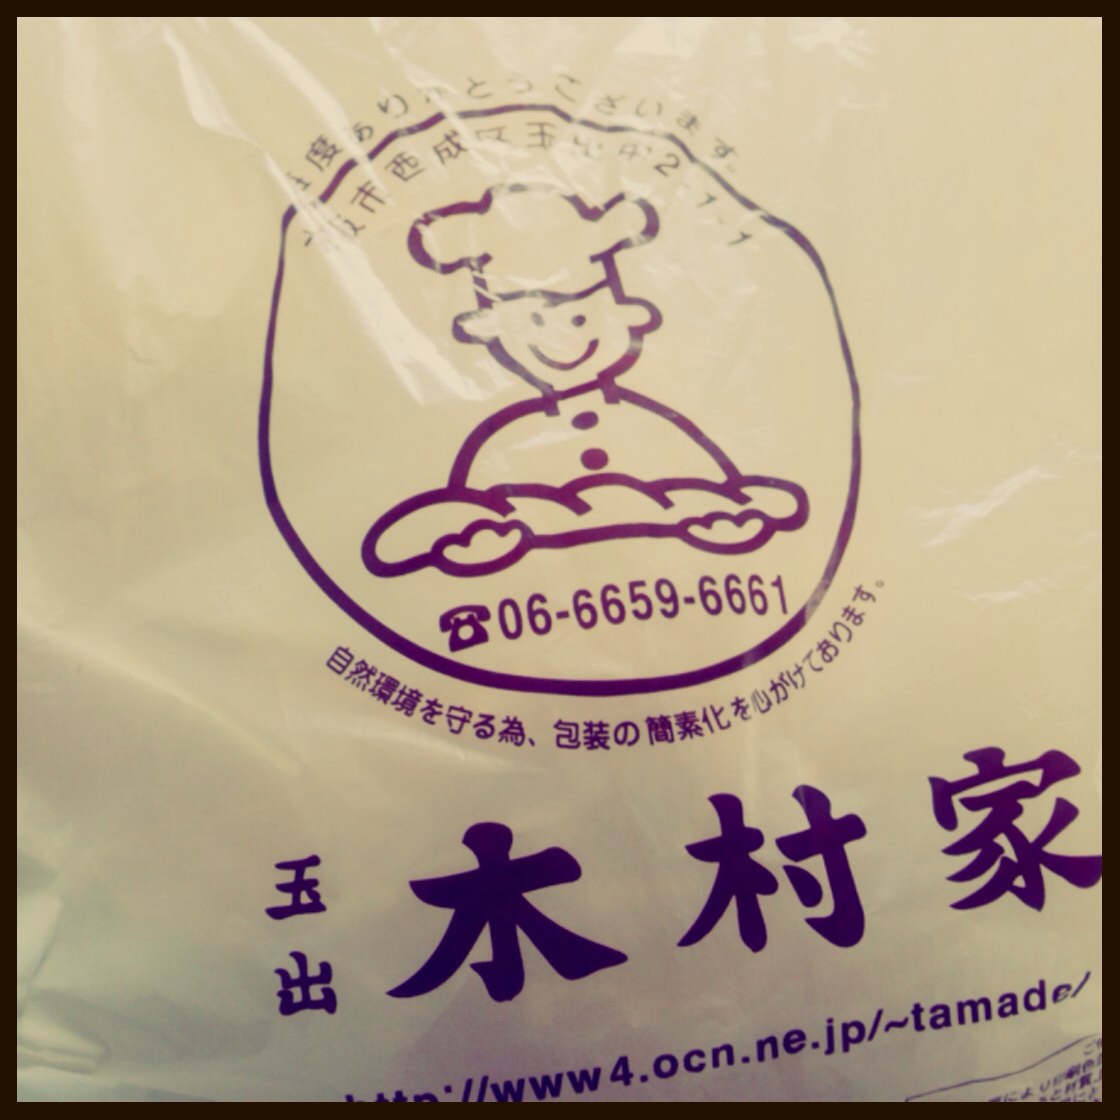 毎度ありがとうございます。
大阪市西成区玉出中2-1-1
☎06-6659-6661
自然環境を守る為、包装の簡素化を心がけております。
玉出
木村家
http://www4.ocn.ne.jp/~tamade/